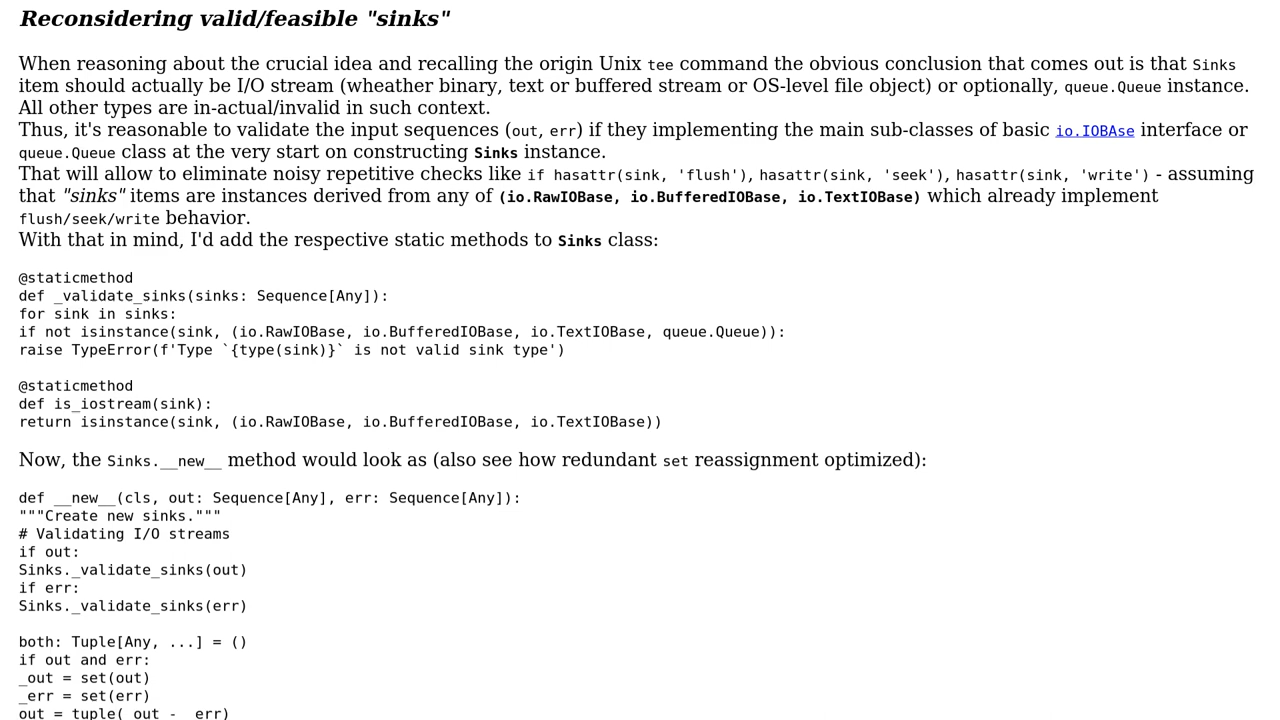 Reconsidering valid/feasible "sinks"
When reasoning about the crucial idea and recalling the origin Unix tee command the obvious conclusion that comes out is that Sinks
item should actually be I/O stream (wheather binary, text or buffered stream or OS-level file object) or optionally, queue.Queue instance.
All other types are in-actual/invalid in such context.
Thus, it's reasonable to validate the input sequences (out, err) if they implementing the main sub-classes of basic io.IOBAse interface or
queue.Queue class at the very start on constructing Sinks instance.
That will allow to eliminate noisy repetitive checks like if hasattr(sink, 'flush'), hasattr(sink, 'seek'), hasattr(sink, 'write') - assuming
that "sinks" items are instances derived from any of (io.RawIOBase, io.BufferedIOBase, io.TextIOBase) which already implement
flush/seek/write behavior.
With that in mind, I'd add the respective static methods to Sinks class:
@staticmethod
def _validate_sinks(sinks: Sequence[Any]):
for sink in sinks:
if not isinstance(sink, (io.RawIOBase, io.BufferedIOBase, io.TextIOBase, queue.Queue)):
raise TypeError(f'Type `{type(sink)}` is not valid sink type')
@staticmethod
def is_iostream(sink):
return isinstance(sink, (io.RawIOBase, io.BufferedIOBase, io.TextIOBase))
Now, the Sinks.__new__ method would look as (also see how redundant set reassignment optimized):
def __new__(cls, out: Sequence[Any], err: Sequence[Any]):
"""Create new sinks."""
# Validating I/O streams
if out:
Sinks._validate_sinks(out)
if err:
Sinks._validate_sinks(err)
both: Tuple[Any, ...] = ()
if out and err:
_out = set(out)
_err = set(err)
out = tuple(_out - _err)